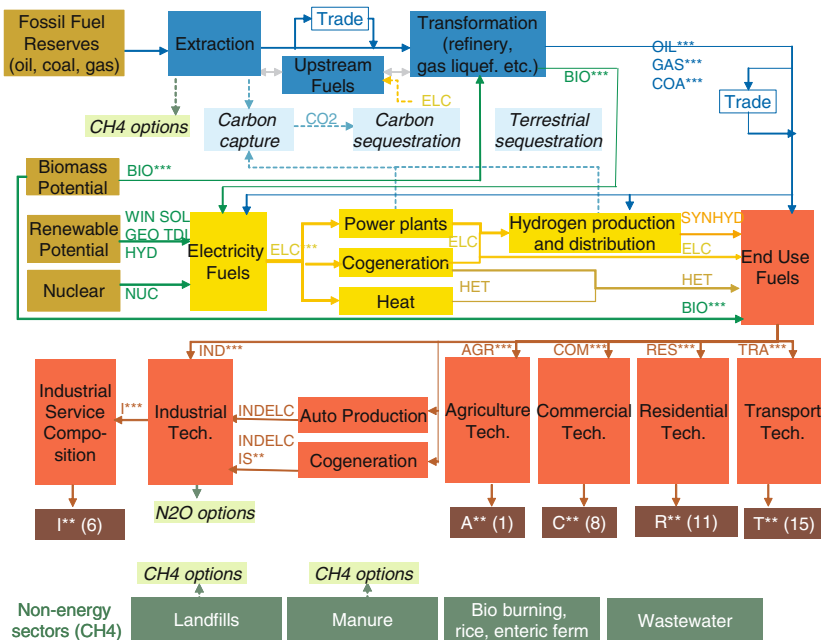 Fossil Fuel
Reserves
(oil, coal, gas)
Extraction
Trade
Upstream
Fuels
Transformation
(refinery,
gas liquef. etc.)
OIL***
GAS***
COA***
BIO***
Trade
ELC
CH4 options
Carbon
capture
CO2
Carbon
sequestration
Terrestrial
sequestration
Biomass
Potential
BIO***
Renewable
Potential
WIN SOL
GEO TDL
HYD
Nuclear
NUC
Electricity
Fuels
ELC***
Power plants
Cogeneration
Heat
ELC
HET
Hydrogen production
and distribution
SYNHYD
ELC
HET
BIO***
End Use
Fuels
IND***
AGR***
COM***
RES***
TRA***
Industrial
Service
Compo-
sition
I***
Industrial
Tech.
INDELC
Auto Production
INDELC
IS**
Cogeneration
Agriculture
Tech.
Commercial
Tech.
Residential
Tech.
Transport
Tech.
I** (6)
N2O options
A** (1)
C** (8)
R** (11)
T** (15)
CH4 options
CH4 options
Non-energy
sectors (CH4)
Landfills
Manure
Bio burning,
rice, enteric ferm
Wastewater